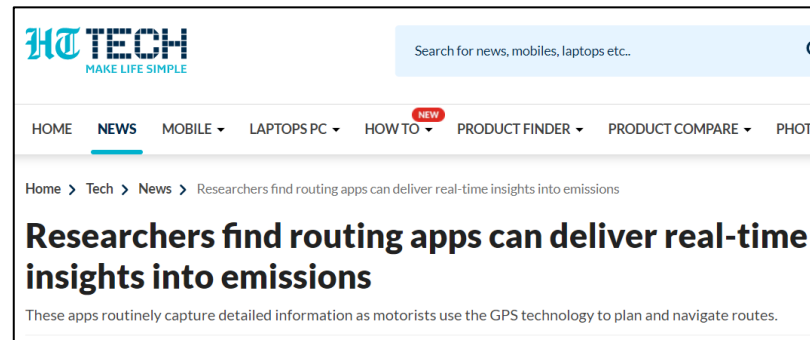 HT TECH
MAKE LIFE SIMPLE
Search for news, mobiles, laptops etc..
NEW
HOME NEWS MOBILE LAPTOPS PC HOW TO PRODUCT FINDER PRODUCT COMPARE PHOT
Home > Tech > News > Researchers find routing apps can deliver real-time insights into emissions
Researchers find routing apps can deliver real-time
insights into emissions
These apps routinely capture detailed information as motorists use the GPS technology to plan and navigate routes.